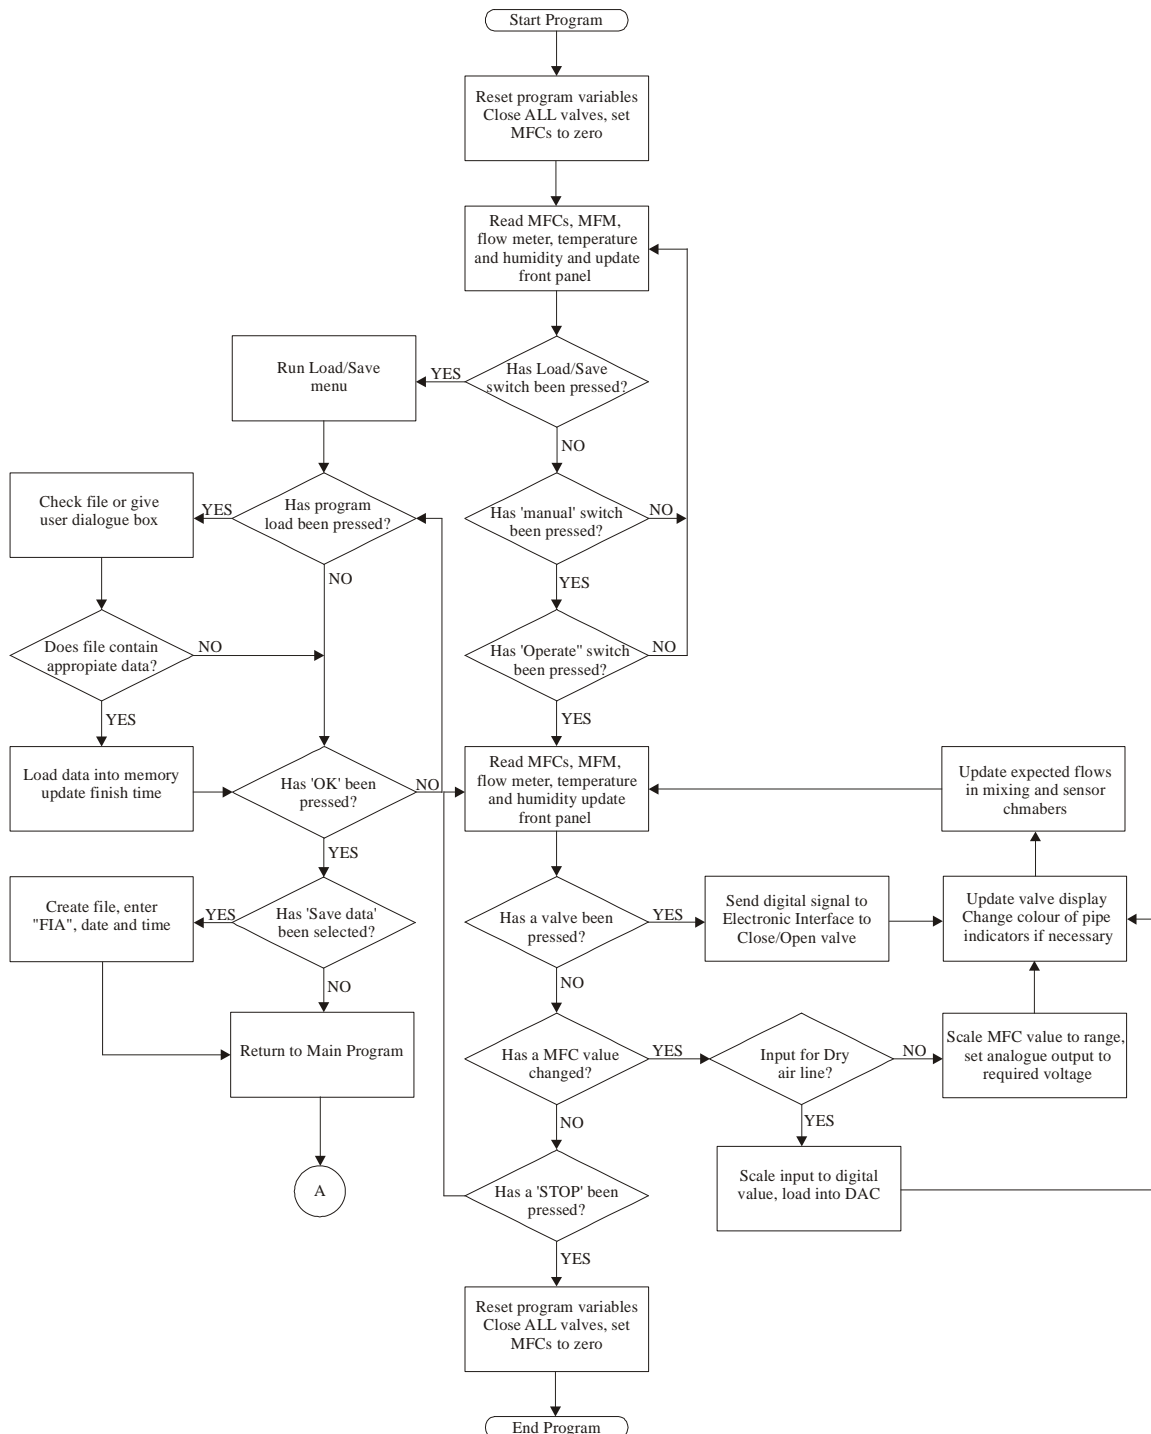 Start Program
Reset program variables
Close ALL valves, set
MFCs to zero
Read MFCs, MFM,
flow meter, temperature
and humidity and update
front panel
Has Load/Save
switch been pressed?
YES
Run Load/Save
menu
NO
Check file or give
user dialogue box
YES
Has program
load been pressed?
Has 'manual' switch
been pressed?
NO
NO
YES
Does file contain
appropiate data?
NO
Has 'Operate" switch
been pressed?
NO
YES
YES
Load data into memory
update finish time
Has 'OK' been
pressed?
NO
Read MFCs, MFM,
flow meter, temperature
and humidity update
front panel
Update expected flows
in mixing and sensor
chmabers
YES
Create file, enter
"FIA", date and time
YES
Has 'Save data'
been selected?
Has a valve been
pressed?
YES
Send digital signal to
Electronic Interface to
Close/Open valve
Update valve display
Change colour of pipe
indicators if necessary
NO
NO
Return to Main Program
Has a MFC value
changed?
YES
Input for Dry
air line?
NO
Scale MFC value to range,
set analogue output to
required voltage
NO
YES
A
Has a 'STOP' been
pressed?
Scale input to digital
value, load into DAC
YES
Reset program variables
Close ALL valves, set
MFCs to zero
End Program